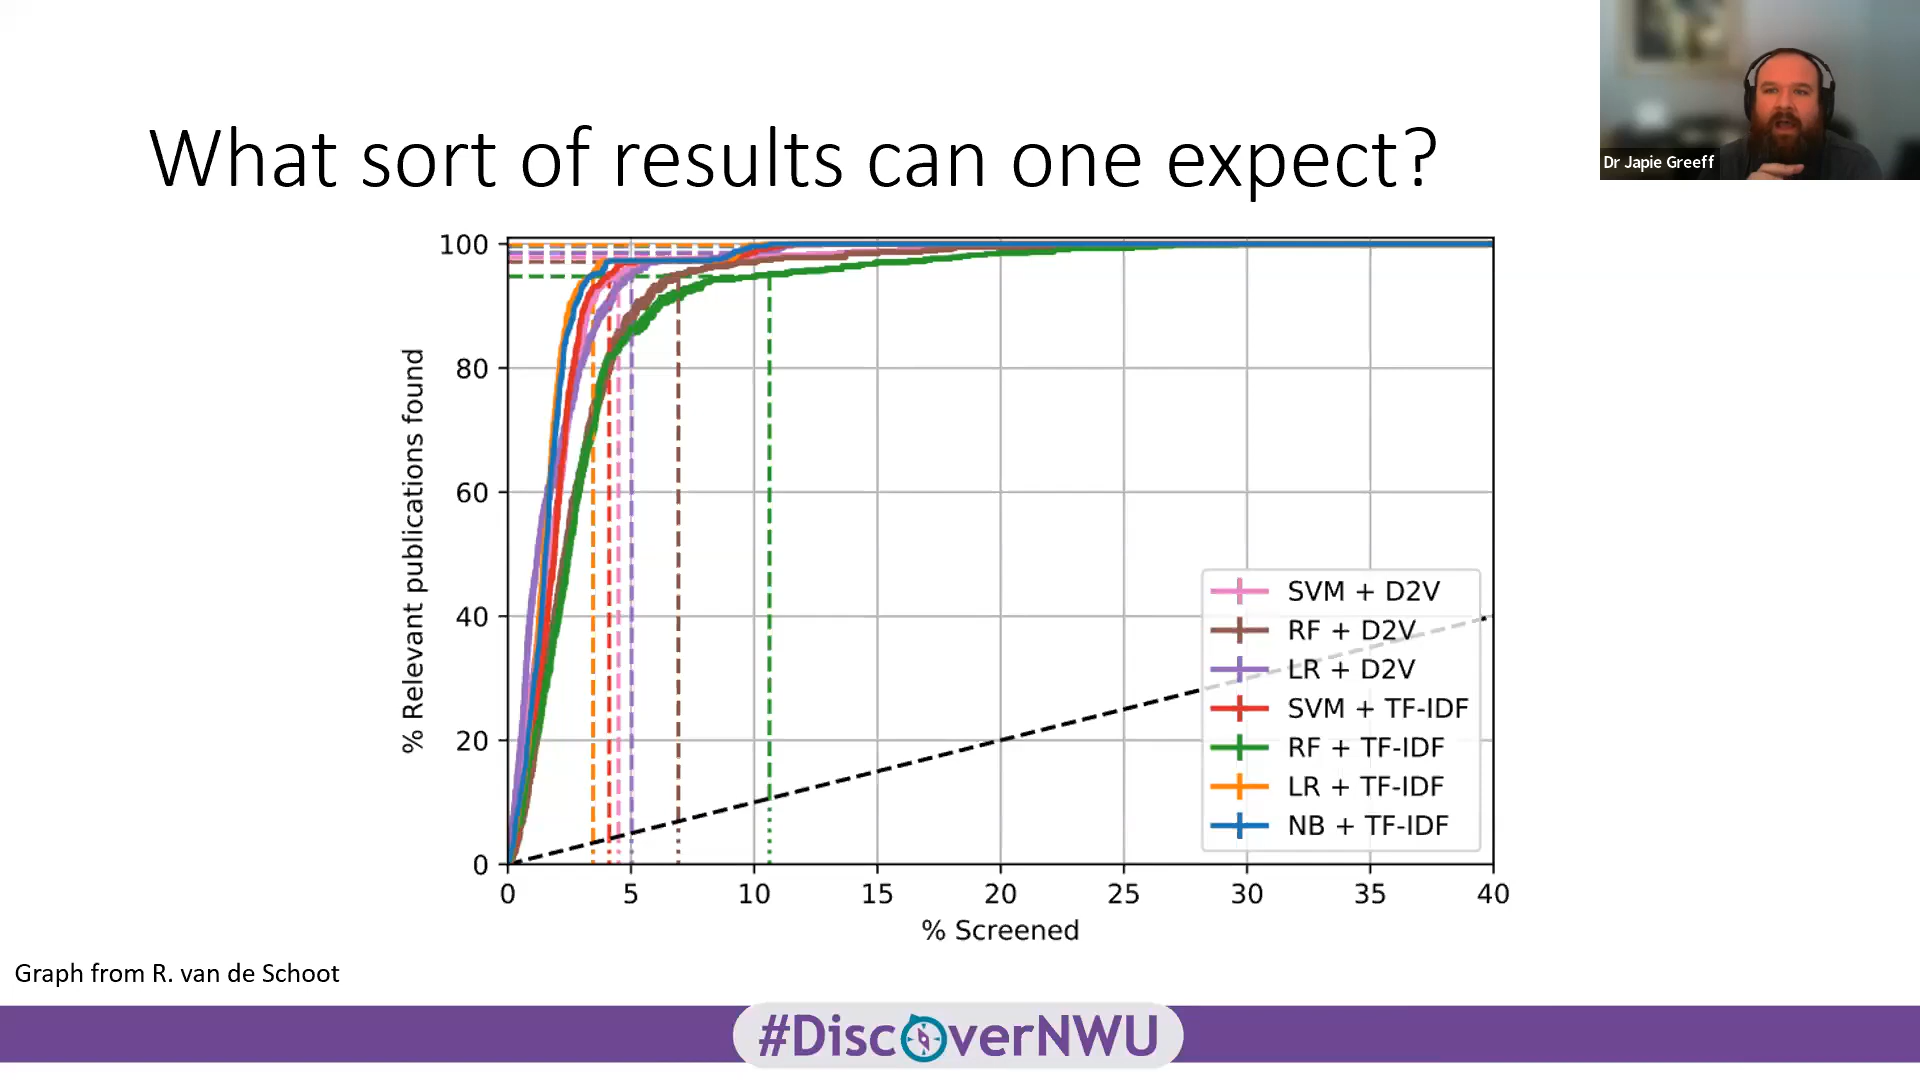 Dr Japie Greeff
What sort of results can one expect?
100
80
60
40
20
0
% Relevant publications found
SVM + D2V
RF + D2V
LR + D2V
SVM + TF-IDF
RF + TF-IDF
LR + TF-IDF
NB + TF-IDF
0 5 10 15 20 25 30 35 40
% Screened
Graph from R. van de Schoot
#DiscoverNWU